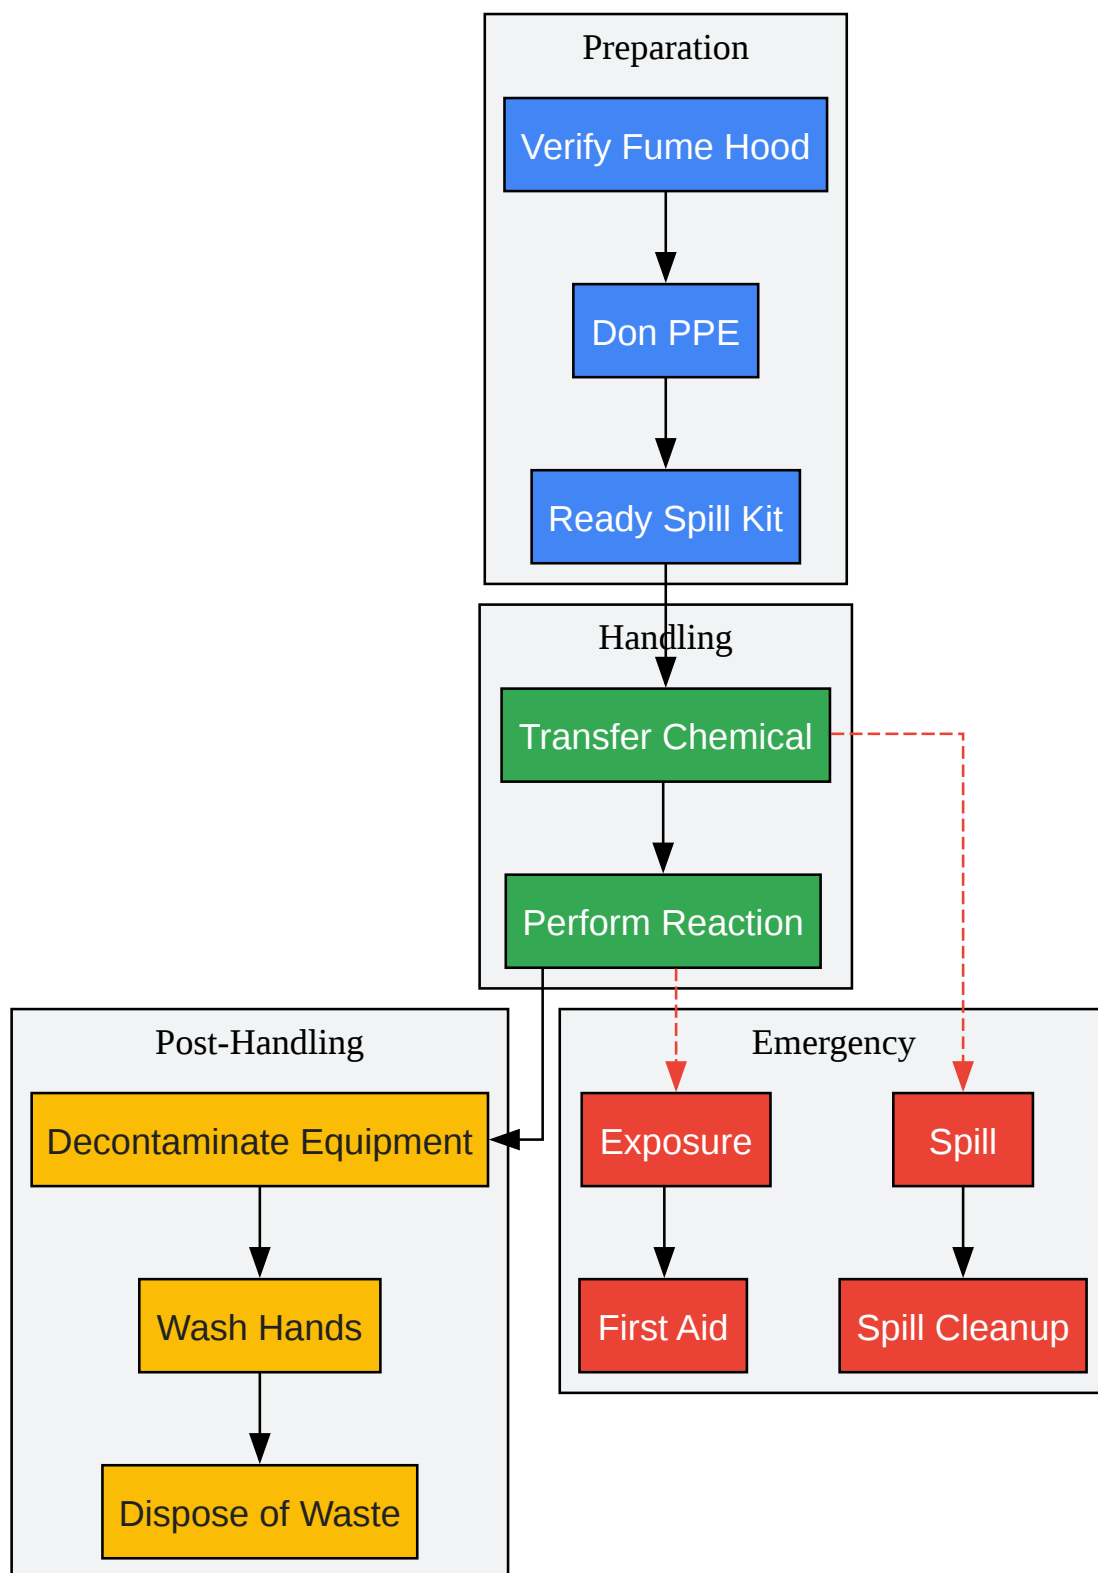 Preparation
Verify Fume Hood
Don PPE
Ready Spill Kit
Handling
Transfer Chemical
Perform Reaction
Post-Handling
Decontaminate Equipment
Wash Hands
Dispose of Waste
Emergency
Exposure
Spill
First Aid
Spill Cleanup